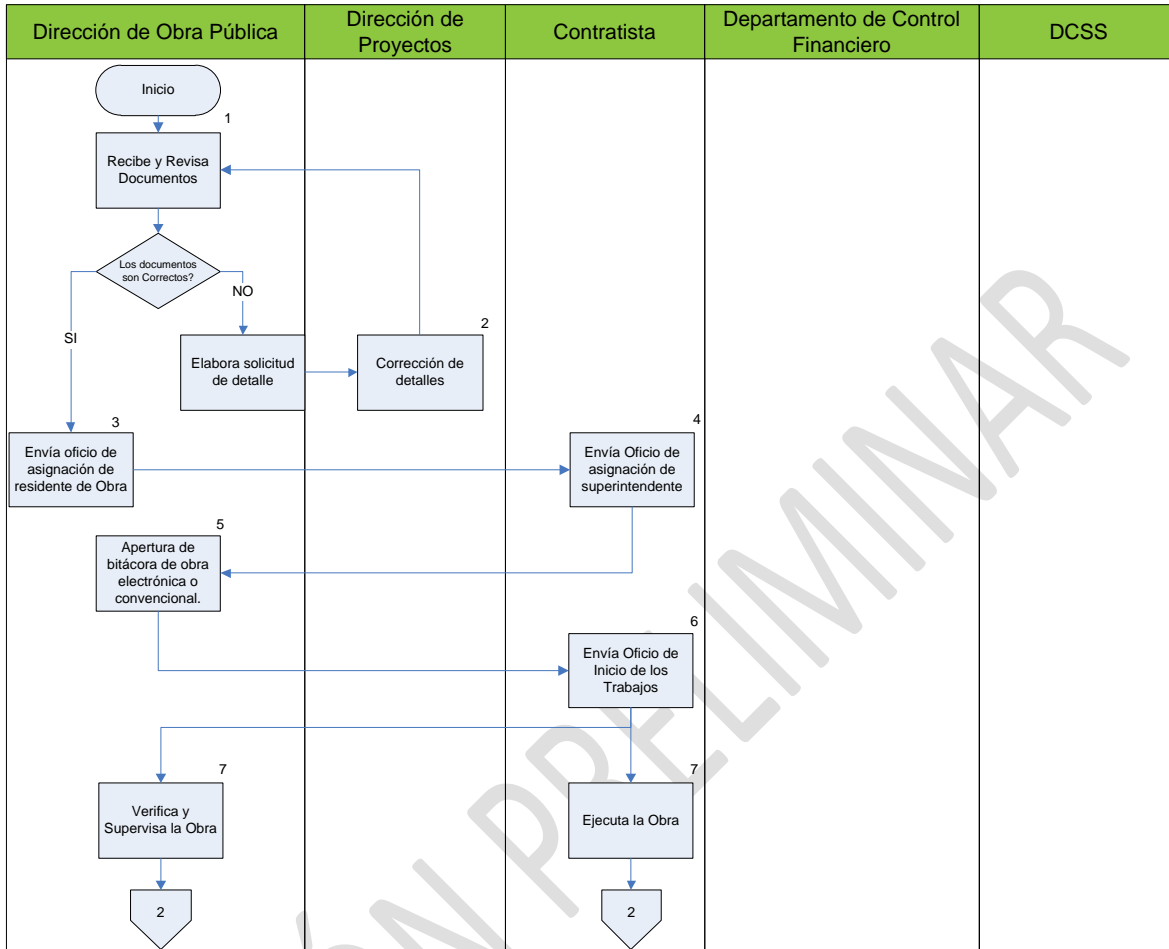 Dirección de Obra Pública
Dirección de
Proyectos
Contratista
Departamento de Control
Financiero
DCSS
Inicio
1
Recibe y Revisa
Documentos
Los documentos
son Correctos?
NO
SI
Elabora solicitud
de detalle
2
Corrección de
detalles
3
Envía oficio de
asignación de
residente de Obra
4
Envía Oficio de
asignación de
superintendente
5
Apertura de
bitácora de obra
electrónica o
convencional.
6
Envía Oficio de
Inicio de los
Trabajos
7
Verifica y
Supervisa la Obra
7
Ejecuta la Obra
2
2
ÓN PRELIMINAR